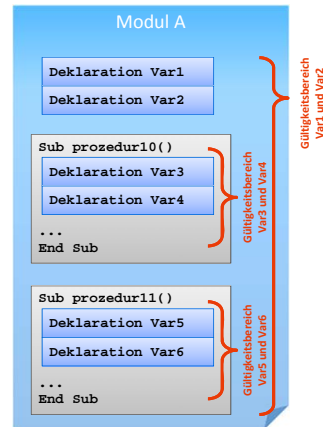 Modul A
Deklaration Var1
Deklaration Var2
Gültigkeitsbereich
Var1 und Var2
Sub prozedur10()
Deklaration Var3
Deklaration Var4
...
End Sub
Gültigkeitsbereich
Var3 und Var4
Sub prozedur11()
Deklaration Var5
Deklaration Var6
...
End Sub
Gültigkeitsbereich
Var5 und Var6